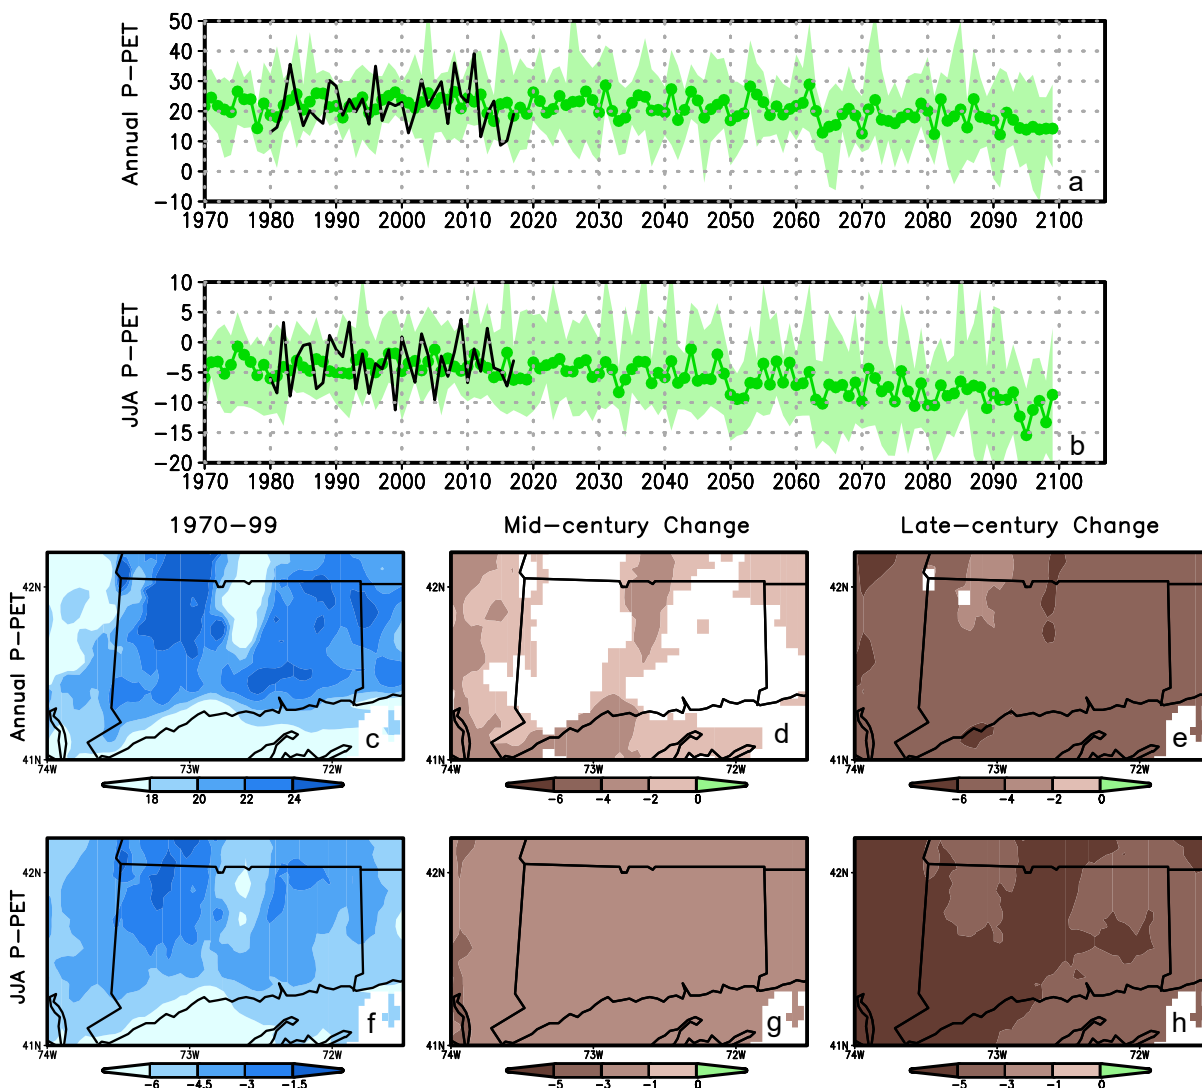 Annual P-PET
50
40
30
20
10
0
-10
1970 1980 1990 2000 2010 2020 2030 2040 2050 2060 2070 2080 2090 2100
a
JJA P-PET
10
5
0
-5
-10
-15
-20
1970 1980 1990 2000 2010 2020 2030 2040 2050 2060 2070 2080 2090 2100
b
1970-99 Mid-century Change Late-century Change
Annual P-PET
42N 42N 42N
41N 41N 41N
c d e
74W 73W 72W 74W 73W 72W 74W 73W 72W
18 20 22 24 -6 -4 -2 0 -6 -4 -2 0
JJA P-PET
42N 42N 42N
41N 41N 41N
f g h
74W 73W 72W 74W 73W 72W 74W 73W 72W
-6 -4.5 -3 -1.5 -5 -3 -1 0 -5 -3 -1 0